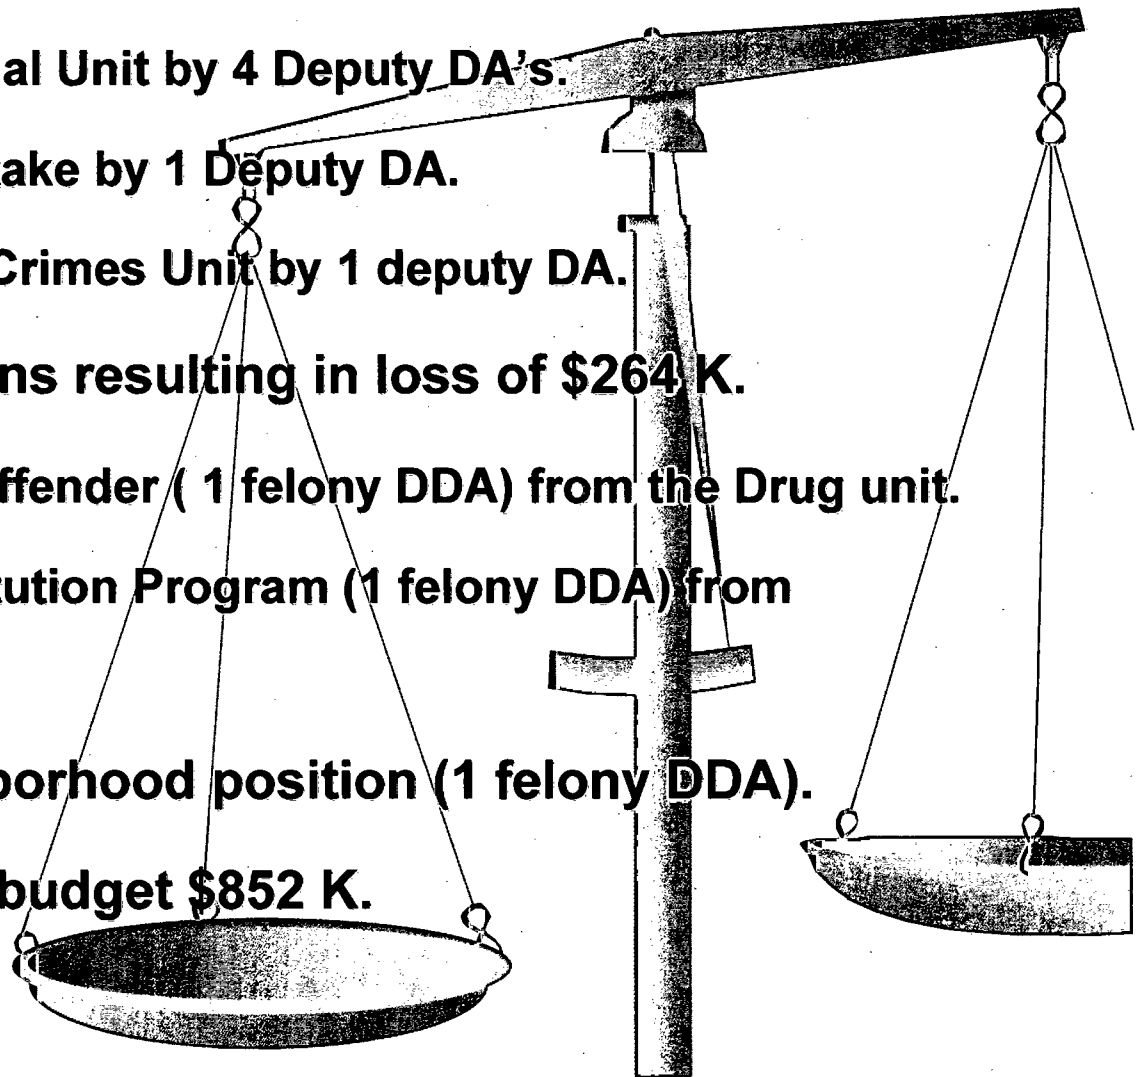 al Unit by 4 Deputy DA's.
take by 1 Deputy DA.
Crimes Unit by 1 deputy DA.
ns resulting in loss of $264 K.
ffender ( 1 felony DDA) from the Drug unit.
tution Program (1 felony DDA) from
borhood position (1 felony DDA).
budget $852 K.